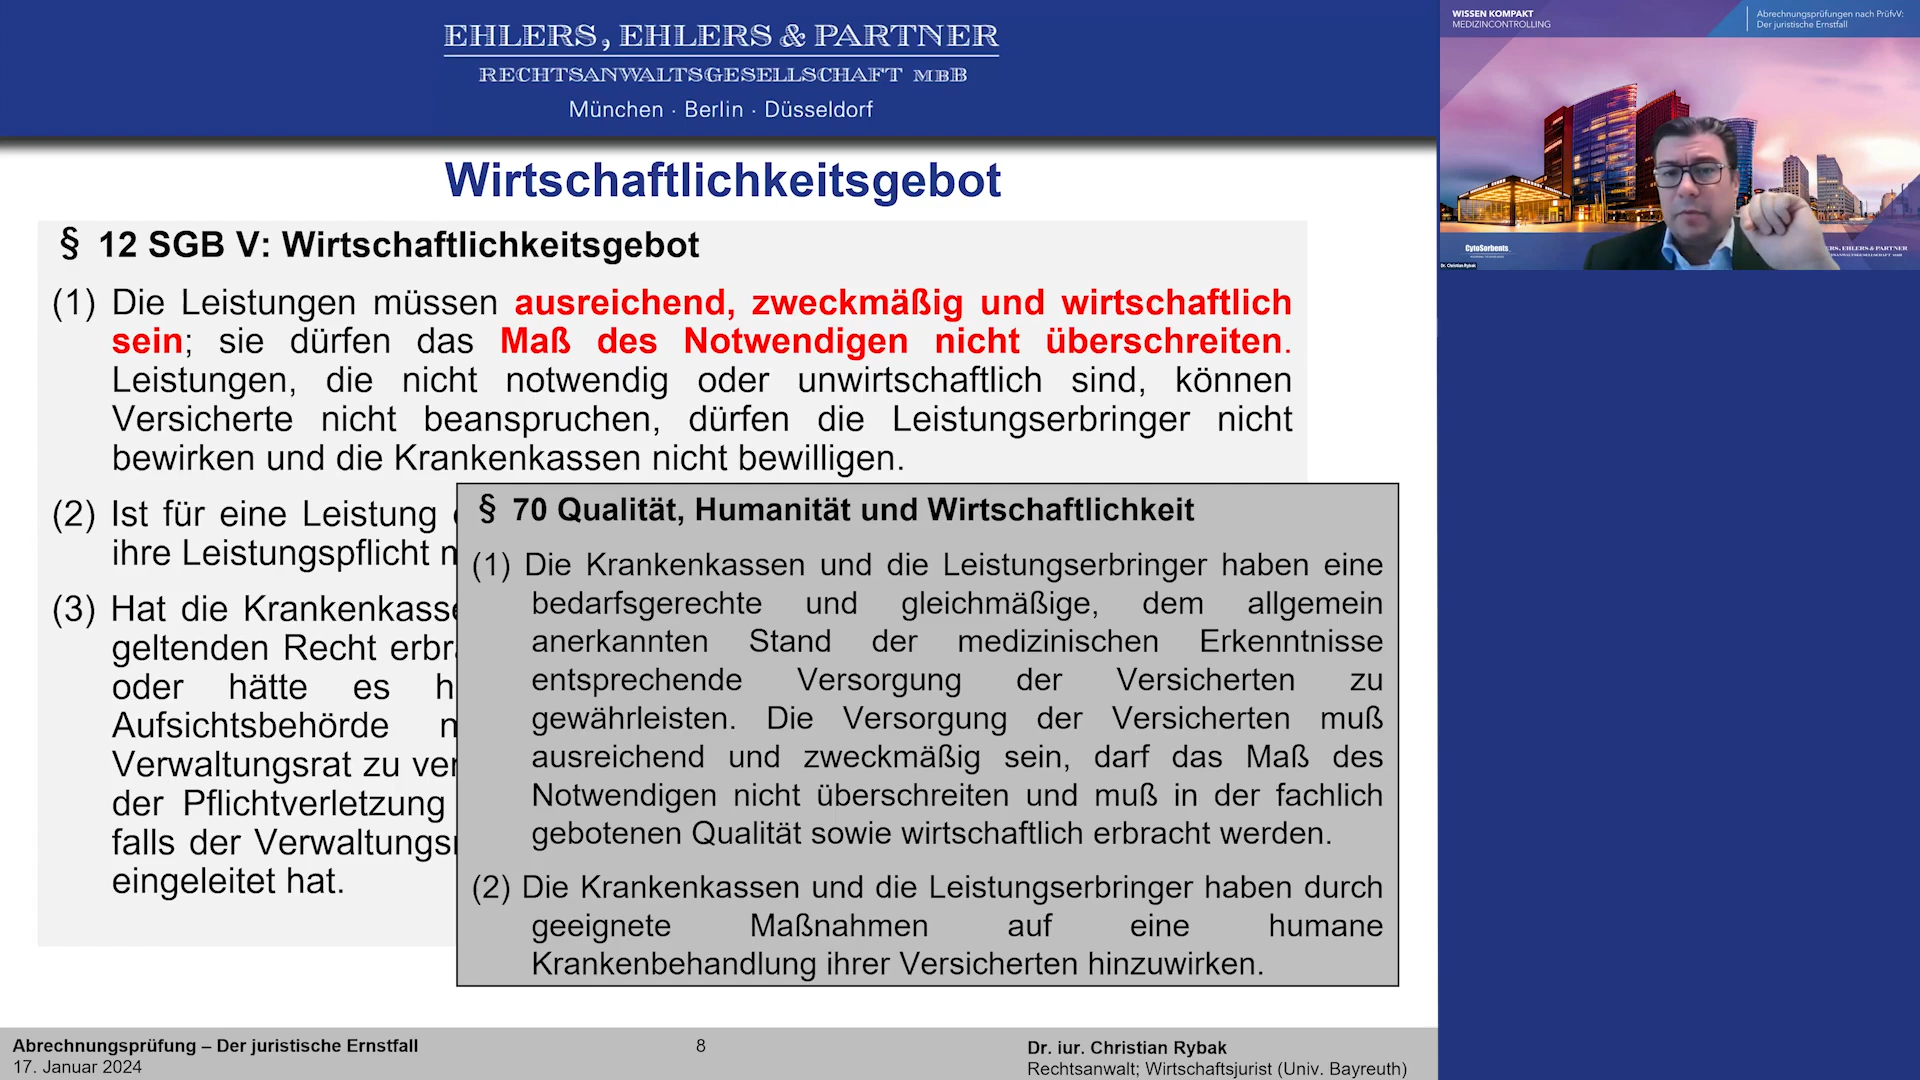 EHLERS, EHLERS & PARTNER
RECHTSANWALTSGESELLSCHAFT MBB
München · Berlin · Düsseldorf
Wirtschaftlichkeitsgebot
§ 12 SGB V: Wirtschaftlichkeitsgebot
(1) Die Leistungen müssen ausreichend, zweckmäßig und wirtschaftlich
sein; sie dürfen das Maß des Notwendigen nicht überschreiten.
Leistungen, die nicht notwendig oder unwirtschaftlich sind, können
Versicherte nicht beanspruchen, dürfen die Leistungserbringer nicht
bewirken und die Krankenkassen nicht bewilligen.
(2) Ist für eine Leistung
ihre Leistungspflicht
(3) Hat die Krankenkasse
geltenden Recht
oder hätte es
Aufsichtsbehörde
Verwaltungsrat zu
der Pflichtverletzung
falls der
eingeleitet hat.
§ 70 Qualität, Humanität und Wirtschaftlichkeit
(1) Die Krankenkassen und die Leistungserbringer haben eine
bedarfsgerechte und gleichmäßige, dem allgemein
anerkannten Stand der medizinischen Erkenntnisse
entsprechende Versorgung der Versicherten zu
gewährleisten. Die Versorgung der Versicherten muß
ausreichend und zweckmäßig sein, darf das Maß des
Notwendigen nicht überschreiten und muß in der fachlich
gebotenen Qualität sowie wirtschaftlich erbracht werden.
(2) Die Krankenkassen und die Leistungserbringer haben durch
geeignete Maßnahmen auf eine humane
Krankenbehandlung ihrer Versicherten hinzuwirken.
Abrechnungsprüfung – Der juristische Ernstfall
17. Januar 2024
8
Dr. iur. Christian Rybak
Rechtsanwalt; Wirtschaftsjurist (Univ. Bayreuth)
WISSEN KOMPAKT
MEDIZINCONTROLLING
Abrechnungsprüfungen nach PrüfvV:
Der juristische Ernstfall
CytoSorbents
EHLERS & PARTNER
Dr. Christian Rybak